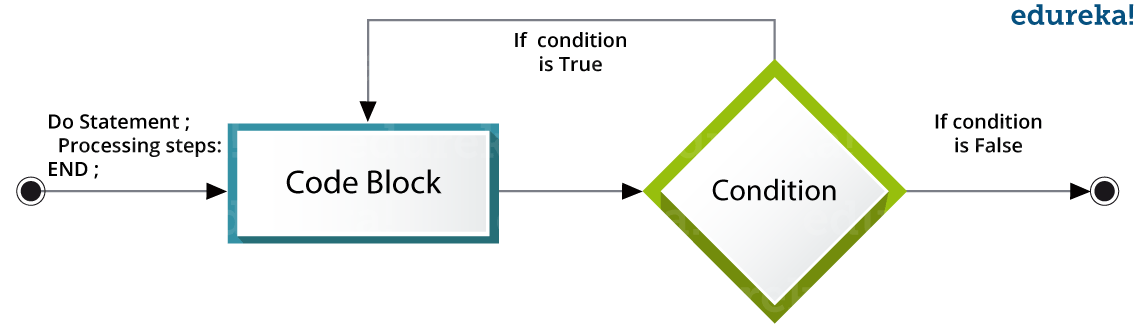 edureka!
If condition
is True
Do Statement ;
Processing steps:
END ;
Code Block
Condition
If condition
is False